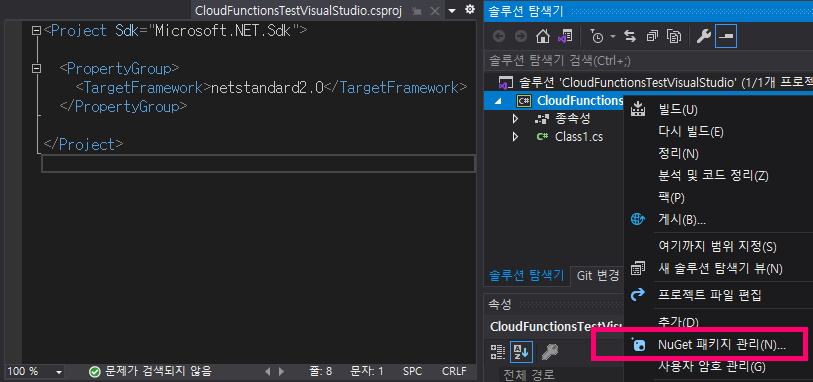 CloudFunctionsTestVisualStudio.csproj
<Project Sdk="Microsoft.NET.Sdk">
<PropertyGroup>
<TargetFramework>netstandard2.0</TargetFramework>
</PropertyGroup>
</Project>
100 %
문제가 검색되지 않음
줄: 8
문자: 1
SPC
CRLF
솔루션 탐색기
솔루션 탐색기 검색(Ctrl+;)
솔루션 'CloudFunctionsTestVisualStudio' (1/1개 프로젝
C# CloudFunctions
종속성
C# Class1.cs
빌드(U)
다시 빌드(E)
정리(N)
분석 및 코드 정리(Z)
팩(P)
게시(B)...
여기까지 범위 지정(S)
새 솔루션 탐색기 뷰(N)
프로젝트 파일 편집
추가(D)
NuGet 패키지 관리(N)...
사용자 암호 관리(G)
솔루션 탐색기
Git 변경
속성
CloudFunctionsTestVisu
전체 경로